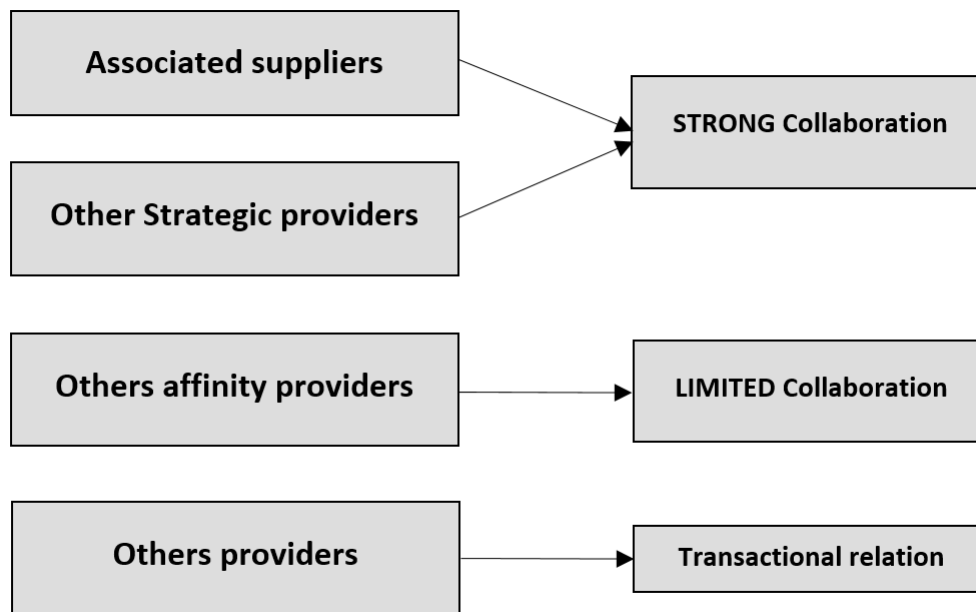 Associated suppliers
STRONG Collaboration
Other Strategic providers
Others affinity providers
LIMITED Collaboration
Others providers
Transactional relation